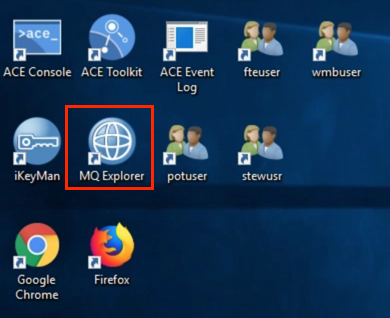 >ace_
ACE Console
ACE Toolkit
ACE Event
Log
fteuser
wmbuser
iKeyMan
MQ Explorer
potuser
stewusr
Google
Chrome
Firefox